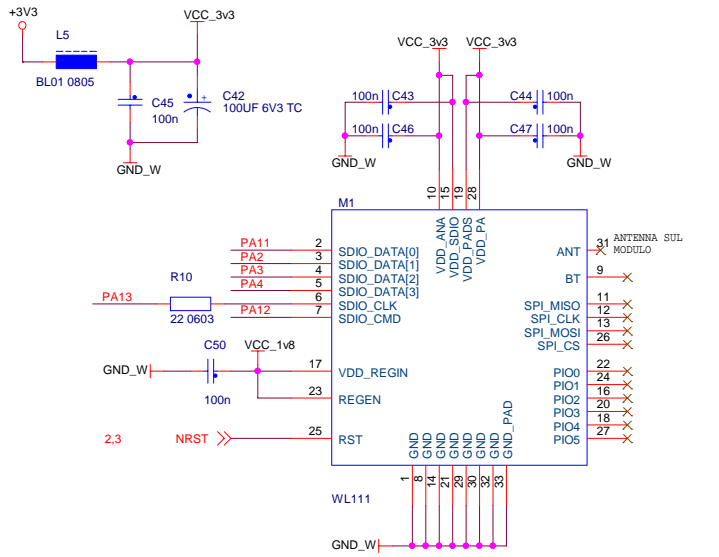 +3V3
VCC_3v3
L5
BL01 0805
C45
100n
C42
100UF 6V3 TC
GND_W
VCC_3v3
VCC_3v3
100n
C43
C44
100n
100n
C46
C47
100n
GND_W
GND_W
10
15
19
28
M1
VDD_ANA
VDD_SDIO
VDD_PADS
VDD_PA
PA11
2
SDIO_DATA[0]
PA2
3
SDIO_DATA[1]
PA3
4
SDIO_DATA[2]
PA4
5
SDIO_DATA[3]
R10
PA13
6
SDIO_CLK
22 0603
PA12
7
SDIO_CMD
ANT
31
ANTENNA SUL
MODULO
BT
9
SPI_MISO
11
SPI_CLK
12
SPI_MOSI
13
SPI_CS
26
C50
VCC_1v8
GND_W
100n
17
VDD_REGIN
23
REGEN
PIO0
22
PIO1
24
PIO2
16
PIO3
20
PIO4
18
PIO5
27
2,3
NRST
25
RST
GND
GND
GND
GND
GND
GND
GND
GND_PAD
1
8
14
21
29
30
32
33
WL111
GND_W